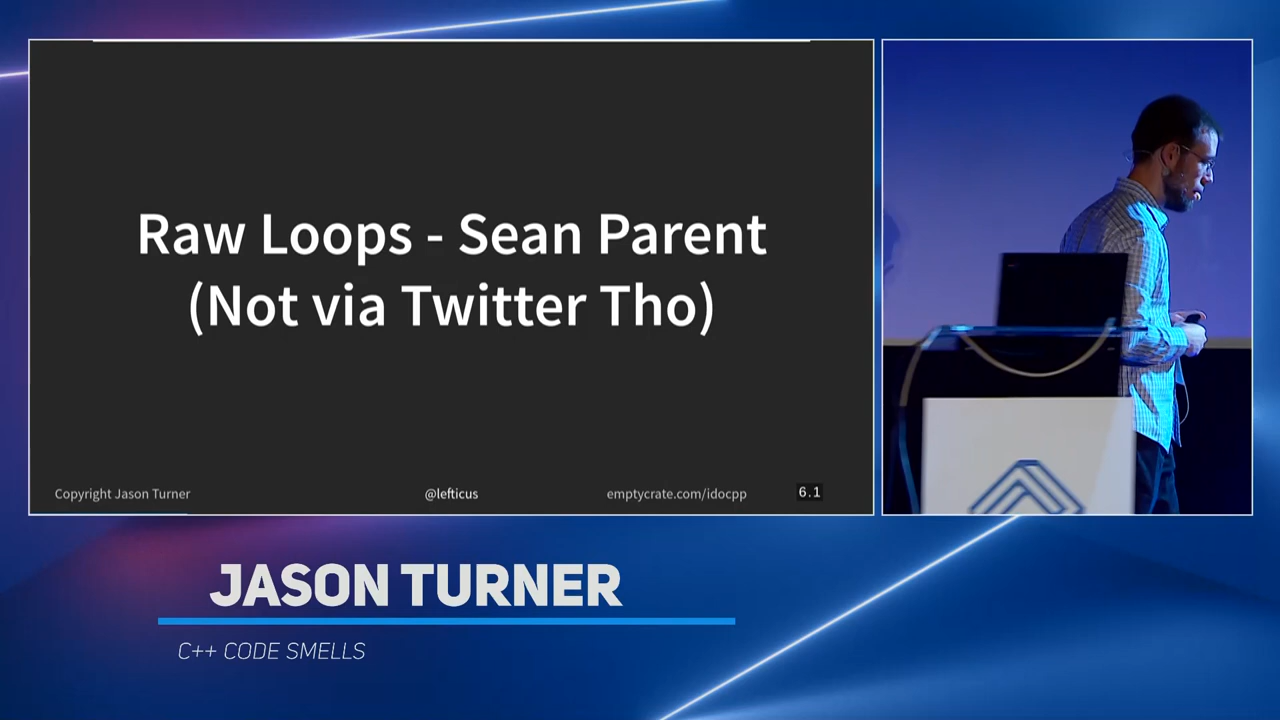 Raw Loops - Sean Parent
(Not via Twitter Tho)
Copyright Jason Turner
@lefticus
emptycrate.com/idocpp
6.1
JASON TURNER
C++ CODE SMELLS